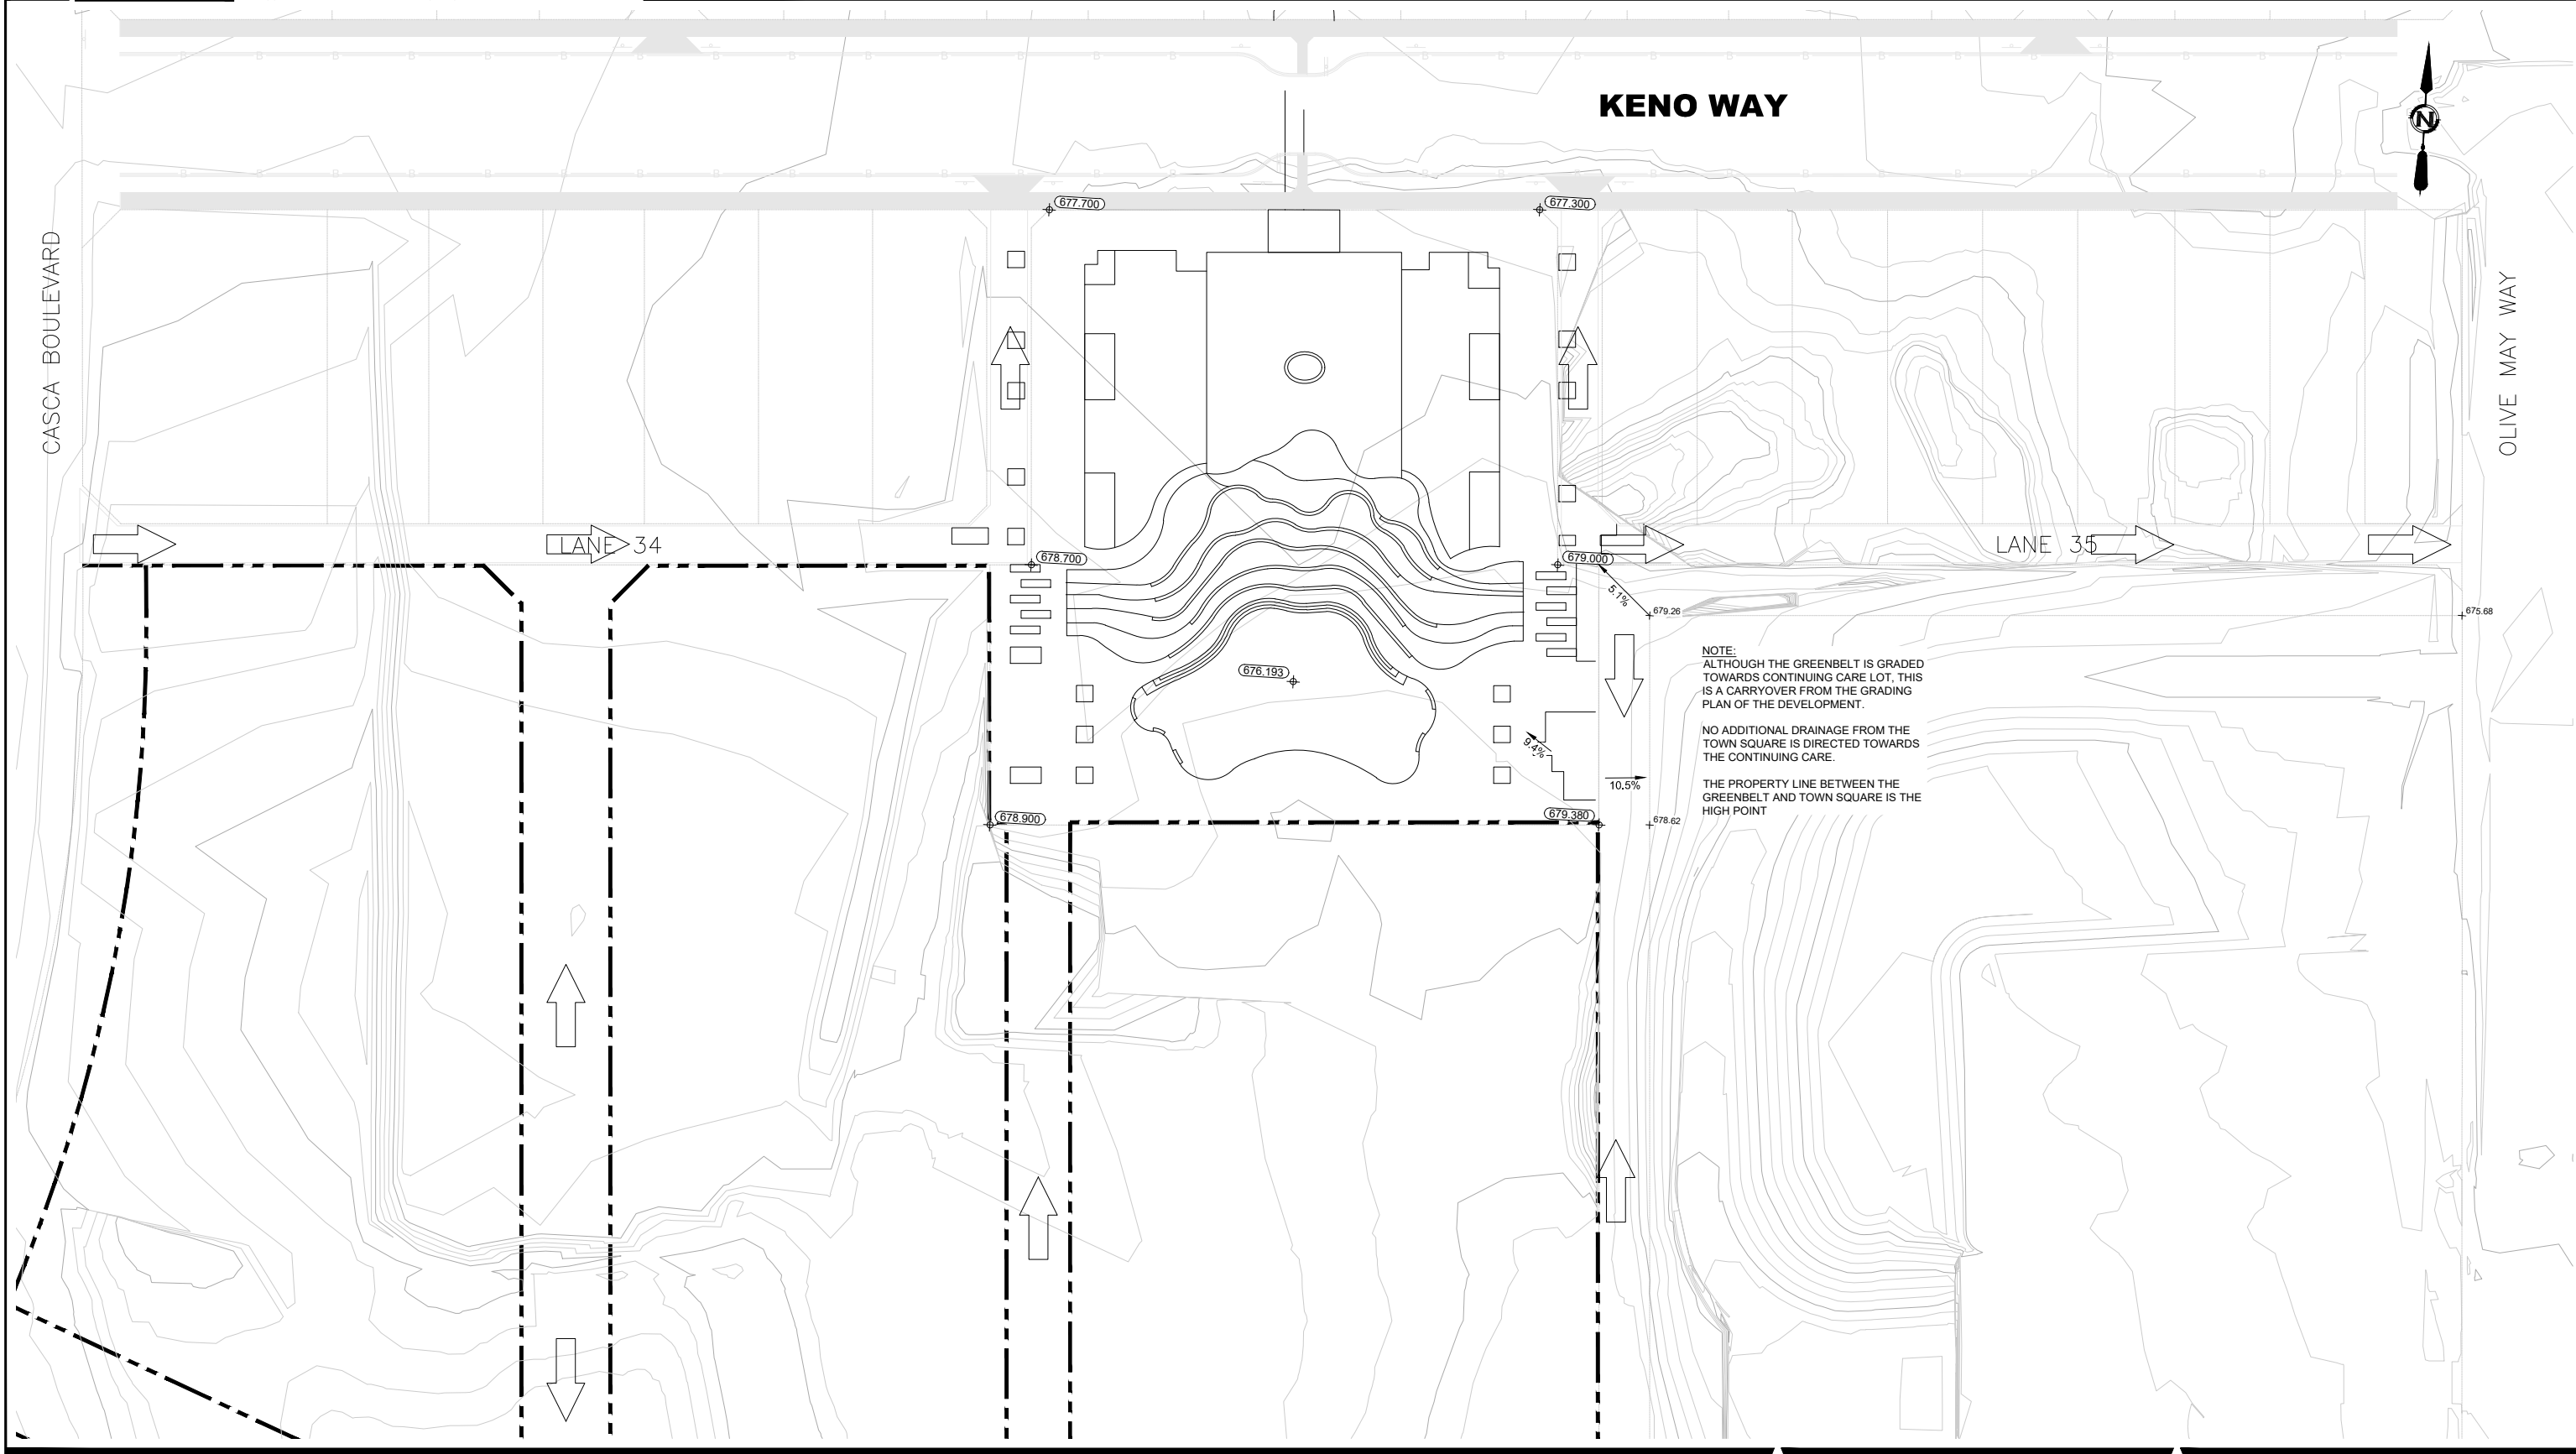 KENO WAY
N
677.700
677.300
CASCA BOULEVARD
OLIVE MAY WAY
LANE 34
LANE 35
678.700
679.000
5.1%
679.26
675.68
676.193
NOTE:
ALTHOUGH THE GREENBELT IS GRADED
TOWARDS CONTINUING CARE LOT, THIS
IS A CARRYOVER FROM THE GRADING
PLAN OF THE DEVELOPMENT.
NO ADDITIONAL DRAINAGE FROM THE
TOWN SQUARE IS DIRECTED TOWARDS
THE CONTINUING CARE.
THE PROPERTY LINE BETWEEN THE
GREENBELT AND TOWN SQUARE IS THE
HIGH POINT
9.4%
10.5%
678.900
679.380
678.62